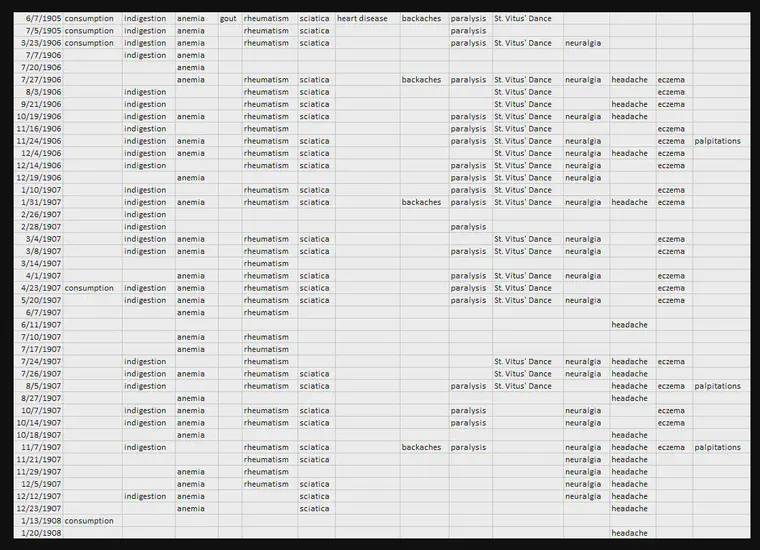 6/7/1905 consumption indigestion anemia gout rheumatism sciatica heart disease backaches paralysis St. Vitus' Dance
7/5/1905 consumption indigestion anemia rheumatism sciatica paralysis
3/23/1906 consumption indigestion anemia rheumatism sciatica paralysis St. Vitus' Dance neuralgia
7/7/1906 indigestion anemia
7/20/1906 anemia
7/27/1906 anemia rheumatism sciatica backaches paralysis St. Vitus' Dance neuralgia headache eczema
8/3/1906 indigestion rheumatism sciatica St. Vitus' Dance eczema
9/21/1906 indigestion rheumatism sciatica St. Vitus' Dance headache eczema
10/19/1906 indigestion anemia rheumatism sciatica paralysis St. Vitus' Dance neuralgia headache
11/16/1906 indigestion rheumatism sciatica paralysis St. Vitus' Dance eczema
11/24/1906 indigestion anemia rheumatism sciatica paralysis St. Vitus' Dance neuralgia eczema palpitations
12/4/1906 indigestion anemia rheumatism sciatica St. Vitus' Dance neuralgia headache eczema
12/14/1906 indigestion rheumatism sciatica paralysis St. Vitus' Dance neuralgia eczema
12/19/1906 anemia paralysis St. Vitus' Dance neuralgia
1/10/1907 indigestion rheumatism sciatica paralysis St. Vitus' Dance eczema
1/31/1907 indigestion anemia rheumatism sciatica backaches paralysis St. Vitus' Dance neuralgia headache eczema
2/26/1907 indigestion
2/28/1907 indigestion paralysis
3/4/1907 indigestion anemia rheumatism sciatica St. Vitus' Dance neuralgia eczema
3/8/1907 indigestion anemia rheumatism sciatica paralysis St. Vitus' Dance neuralgia eczema
3/14/1907 rheumatism
4/1/1907 anemia rheumatism sciatica paralysis St. Vitus' Dance neuralgia eczema
4/23/1907 consumption indigestion anemia rheumatism sciatica paralysis St. Vitus' Dance eczema
5/20/1907 indigestion anemia rheumatism sciatica paralysis St. Vitus' Dance neuralgia eczema
6/7/1907 anemia rheumatism
6/11/1907 headache
7/10/1907 anemia rheumatism
7/17/1907 anemia rheumatism
7/24/1907 indigestion rheumatism St. Vitus' Dance neuralgia headache eczema
7/26/1907 indigestion anemia rheumatism sciatica St. Vitus' Dance neuralgia headache
8/5/1907 indigestion rheumatism sciatica paralysis St. Vitus' Dance headache eczema palpitations
8/27/1907 anemia headache
10/7/1907 indigestion anemia rheumatism sciatica paralysis neuralgia eczema
10/14/1907 indigestion anemia rheumatism sciatica paralysis neuralgia eczema
10/18/1907 anemia headache
11/7/1907 indigestion rheumatism sciatica backaches paralysis neuralgia headache eczema palpitations
11/21/1907 rheumatism sciatica neuralgia headache
11/29/1907 anemia rheumatism neuralgia headache
12/5/1907 anemia rheumatism sciatica neuralgia headache
12/12/1907 indigestion anemia sciatica neuralgia headache
12/23/1907 anemia sciatica headache
1/13/1908 consumption
1/20/1908 headache